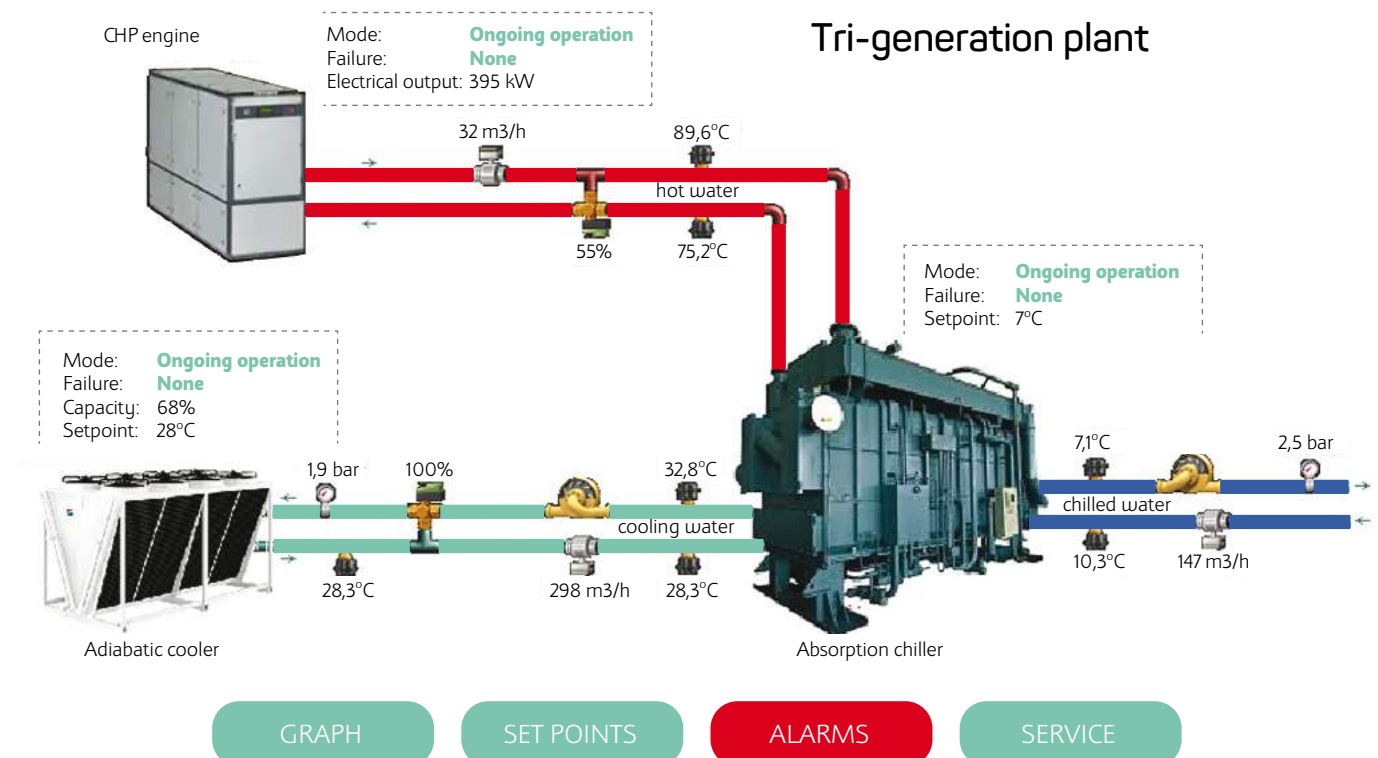 Tri-generation plant
CHP engine
Mode: Ongoing operation
Failure: None
Electrical output: 395 kW
32 m3/h
89,6°C
hot water
55%
75,2°C
Mode: Ongoing operation
Failure: None
Setpoint: 7°C
Mode: Ongoing operation
Failure: None
Capacity: 68%
Setpoint: 28°C
1,9 bar
100%
32,8°C
cooling water
28,3°C
298 m3/h
28,3°C
7,1°C
2,5 bar
chilled water
10,3°C
147 m3/h
Adiabatic cooler
Absorption chiller
GRAPH
SET POINTS
ALARMS
SERVICE